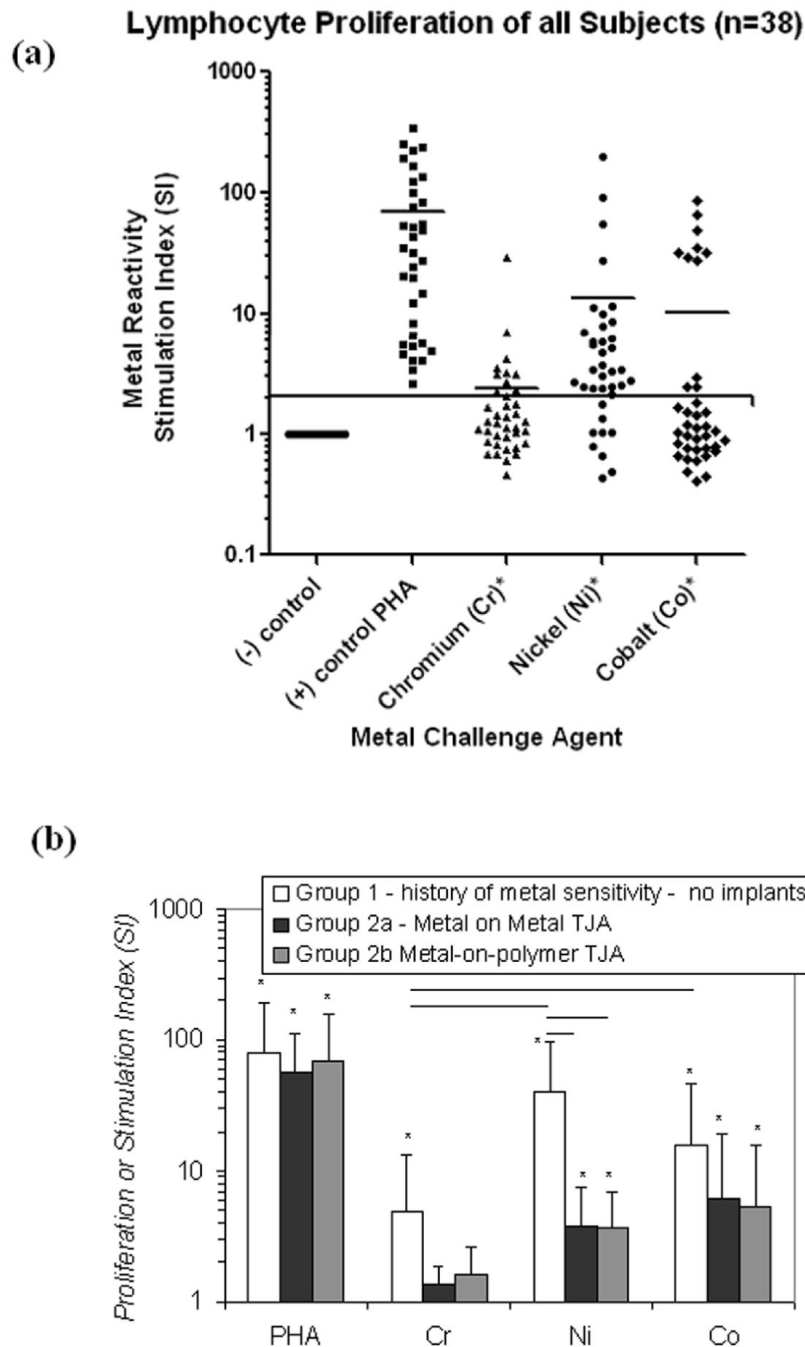 Lymphocyte Proliferation of all Subjects (n=38)
(a)
Metal Reactivity
Stimulation Index (SI)
1000
100
10
1
0.1
(-) control
(+) control PHA
Chromium (Cr)*
Nickel (Ni)*
Cobalt (Co)*
Metal Challenge Agent
(b)
Proliferation or Stimulation Index (SI)
Group 1 - history of metal sensitivity - no implants
Group 2a - Metal on Metal TJA
Group 2b Metal-on-polymer TJA
1000
100
10
1
* * *
*
* * *
* * *
PHA
Cr
Ni
Co